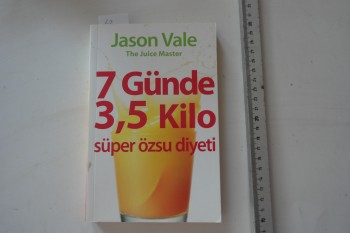 Jason Vale
The Juice Master
7 Günde
3,5 Kilo
süper özsu diyeti